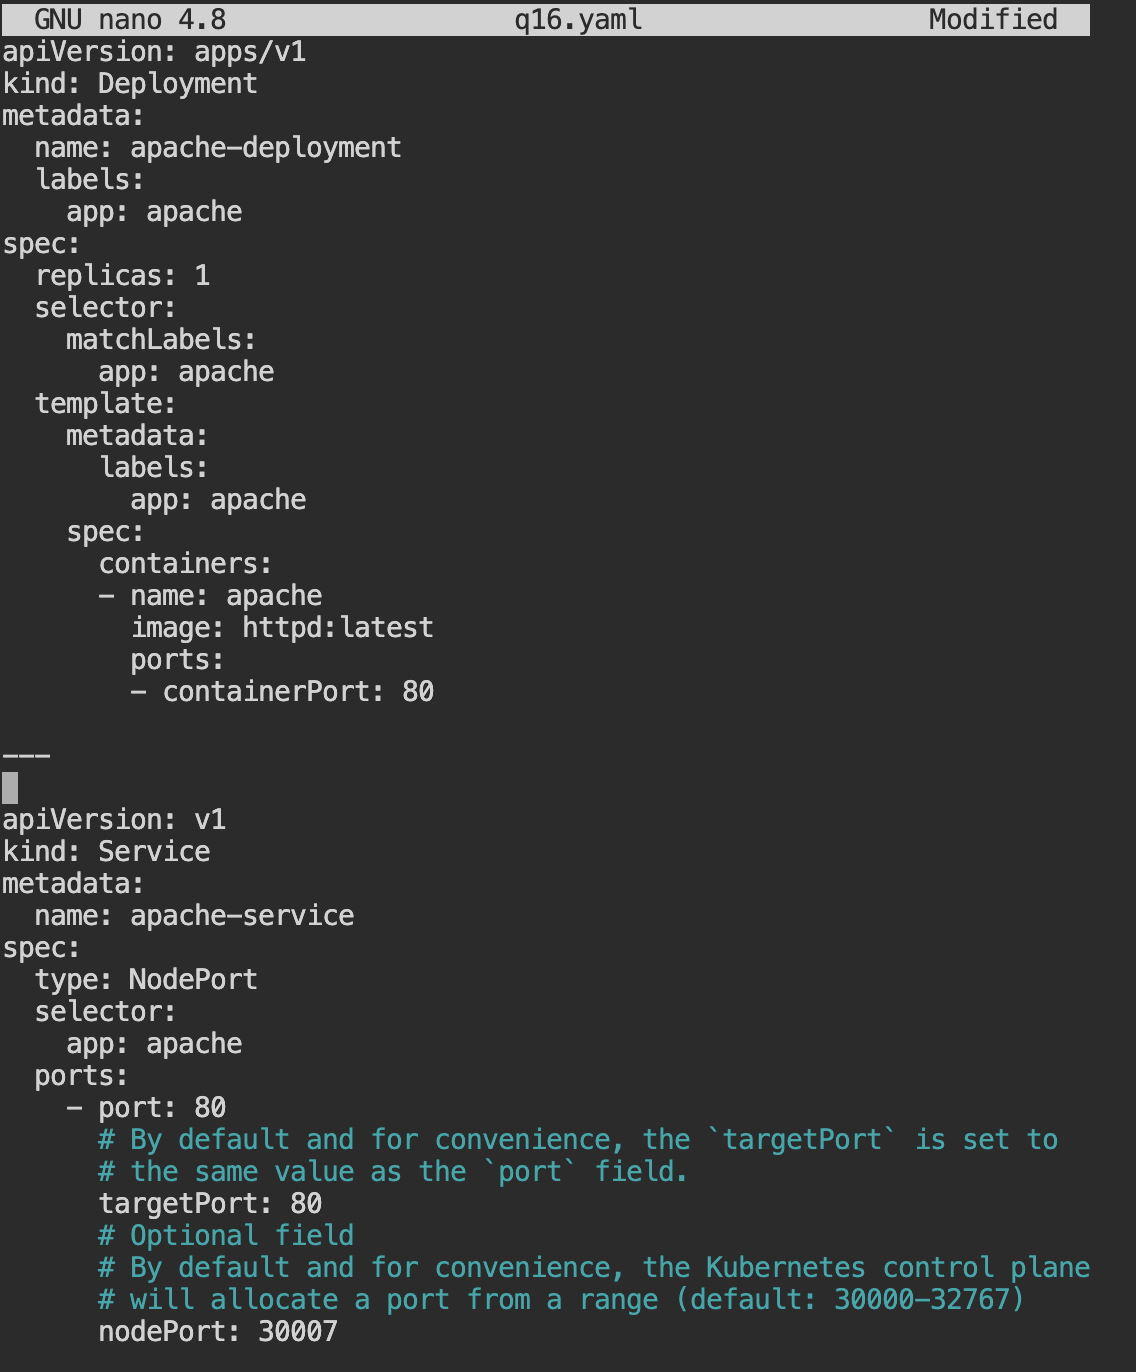 GNU nano 4.8 q16.yaml Modified
apiVersion: apps/v1
kind: Deployment
metadata:
  name: apache-deployment
  labels:
    app: apache
spec:
  replicas: 1
  selector:
    matchLabels:
      app: apache
  template:
    metadata:
      labels:
        app: apache
    spec:
      containers:
      - name: apache
        image: httpd:latest
        ports:
        - containerPort: 80

---

apiVersion: v1
kind: Service
metadata:
  name: apache-service
spec:
  type: NodePort
  selector:
    app: apache
  ports:
    - port: 80
      # By default and for convenience, the `targetPort` is set to
      # the same value as the `port` field.
      targetPort: 80
      # Optional field
      # By default and for convenience, the Kubernetes control plane
      # will allocate a port from a range (default: 30000-32767)
      nodePort: 30007